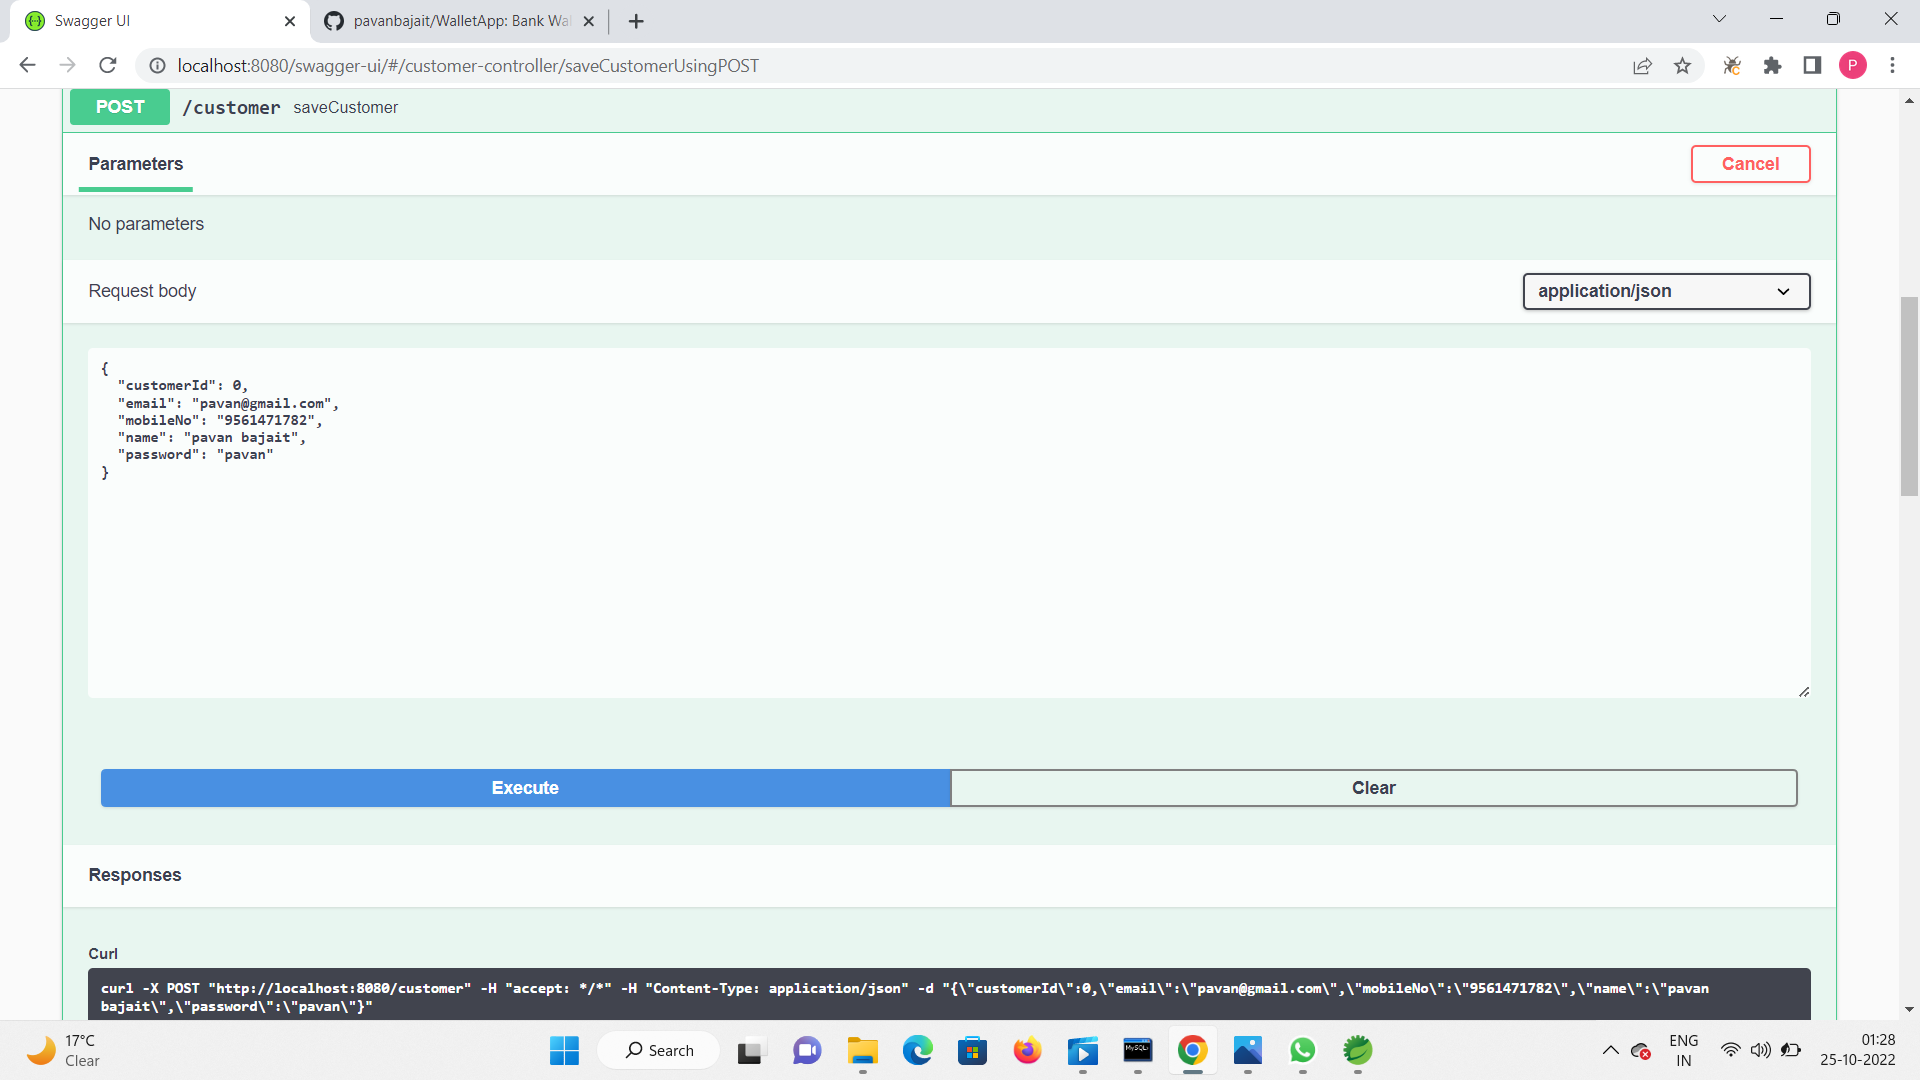 Swagger UI
pavanbajait/WalletApp: Bank Wal
localhost:8080/swagger-ui/#/customer-controller/saveCustomerUsingPOST
P
POST /customer saveCustomer
Parameters
Cancel
No parameters
Request body
application/json
{
"customerId": 0,
"email": "pavan@gmail.com",
"mobileNo": "9561471782",
"name": "pavan bajait",
"password": "pavan"
}
Execute
Clear
Responses
Curl
curl -X POST "http://localhost:8080/customer" -H "accept: */*" -H "Content-Type: application/json" -d "{\"customerId\":0,\"email\":\"pavan@gmail.com\",\"mobileNo\":\"9561471782\",\"name\":\"pavan
bajait\",\"password\":\"pavan\"}"
17°C
Clear
Search
ENG
IN
01:28
25-10-2022